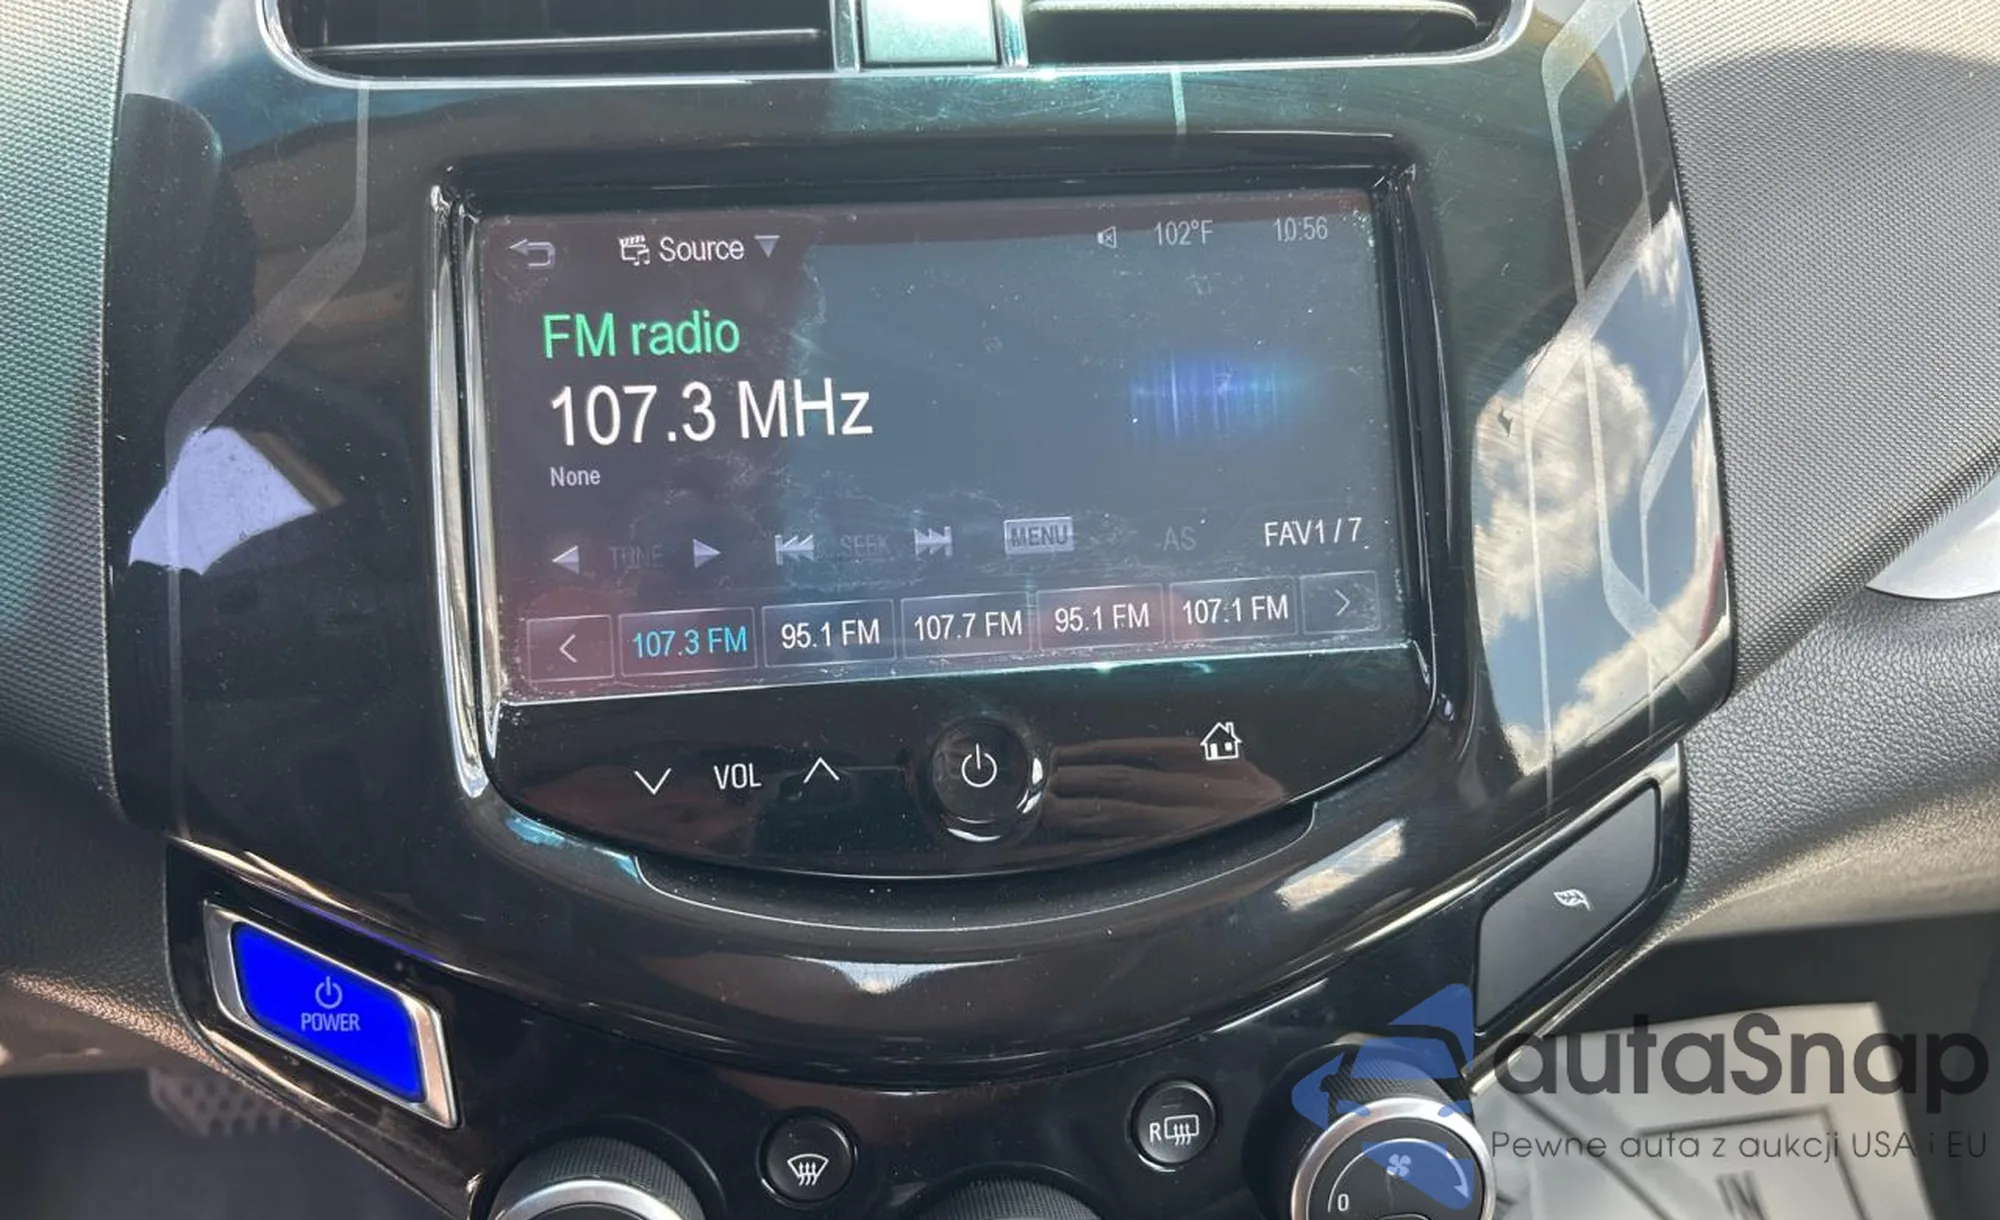 Source 102°F 10:56
FM radio
107.3 MHz
None
TUNE SEEK MENU AS FAV1 / 7
107.3 FM 95.1 FM 107.7 FM 95.1 FM 107.1 FM
VOL
POWER
R
0
autaSnap
Pewne auta z aukcji USA i EU
IN